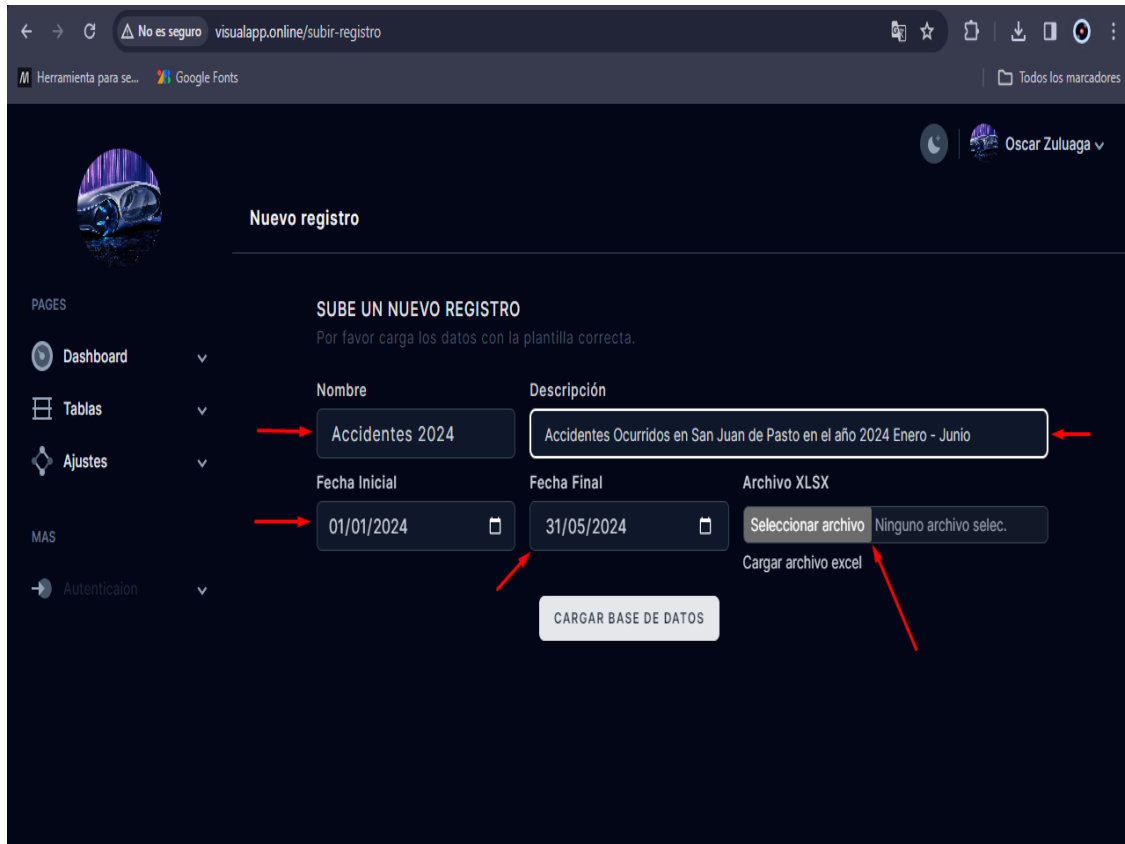 No es seguro visualapp.online/subir-registro
Herramienta para se... Google Fonts Todos los marcadores
Oscar Zuluaga
Nuevo registro
PAGES
Dashboard
Tablas
Ajustes
MAS
Autenticaion
SUBE UN NUEVO REGISTRO
Por favor carga los datos con la plantilla correcta.
Nombre Descripción
Accidentes 2024 Accidentes Ocurridos en San Juan de Pasto en el año 2024 Enero - Junio
Fecha Inicial Fecha Final Archivo XLSX
01/01/2024 31/05/2024 Seleccionar archivo Ninguno archivo selec.
Cargar archivo excel
CARGAR BASE DE DATOS